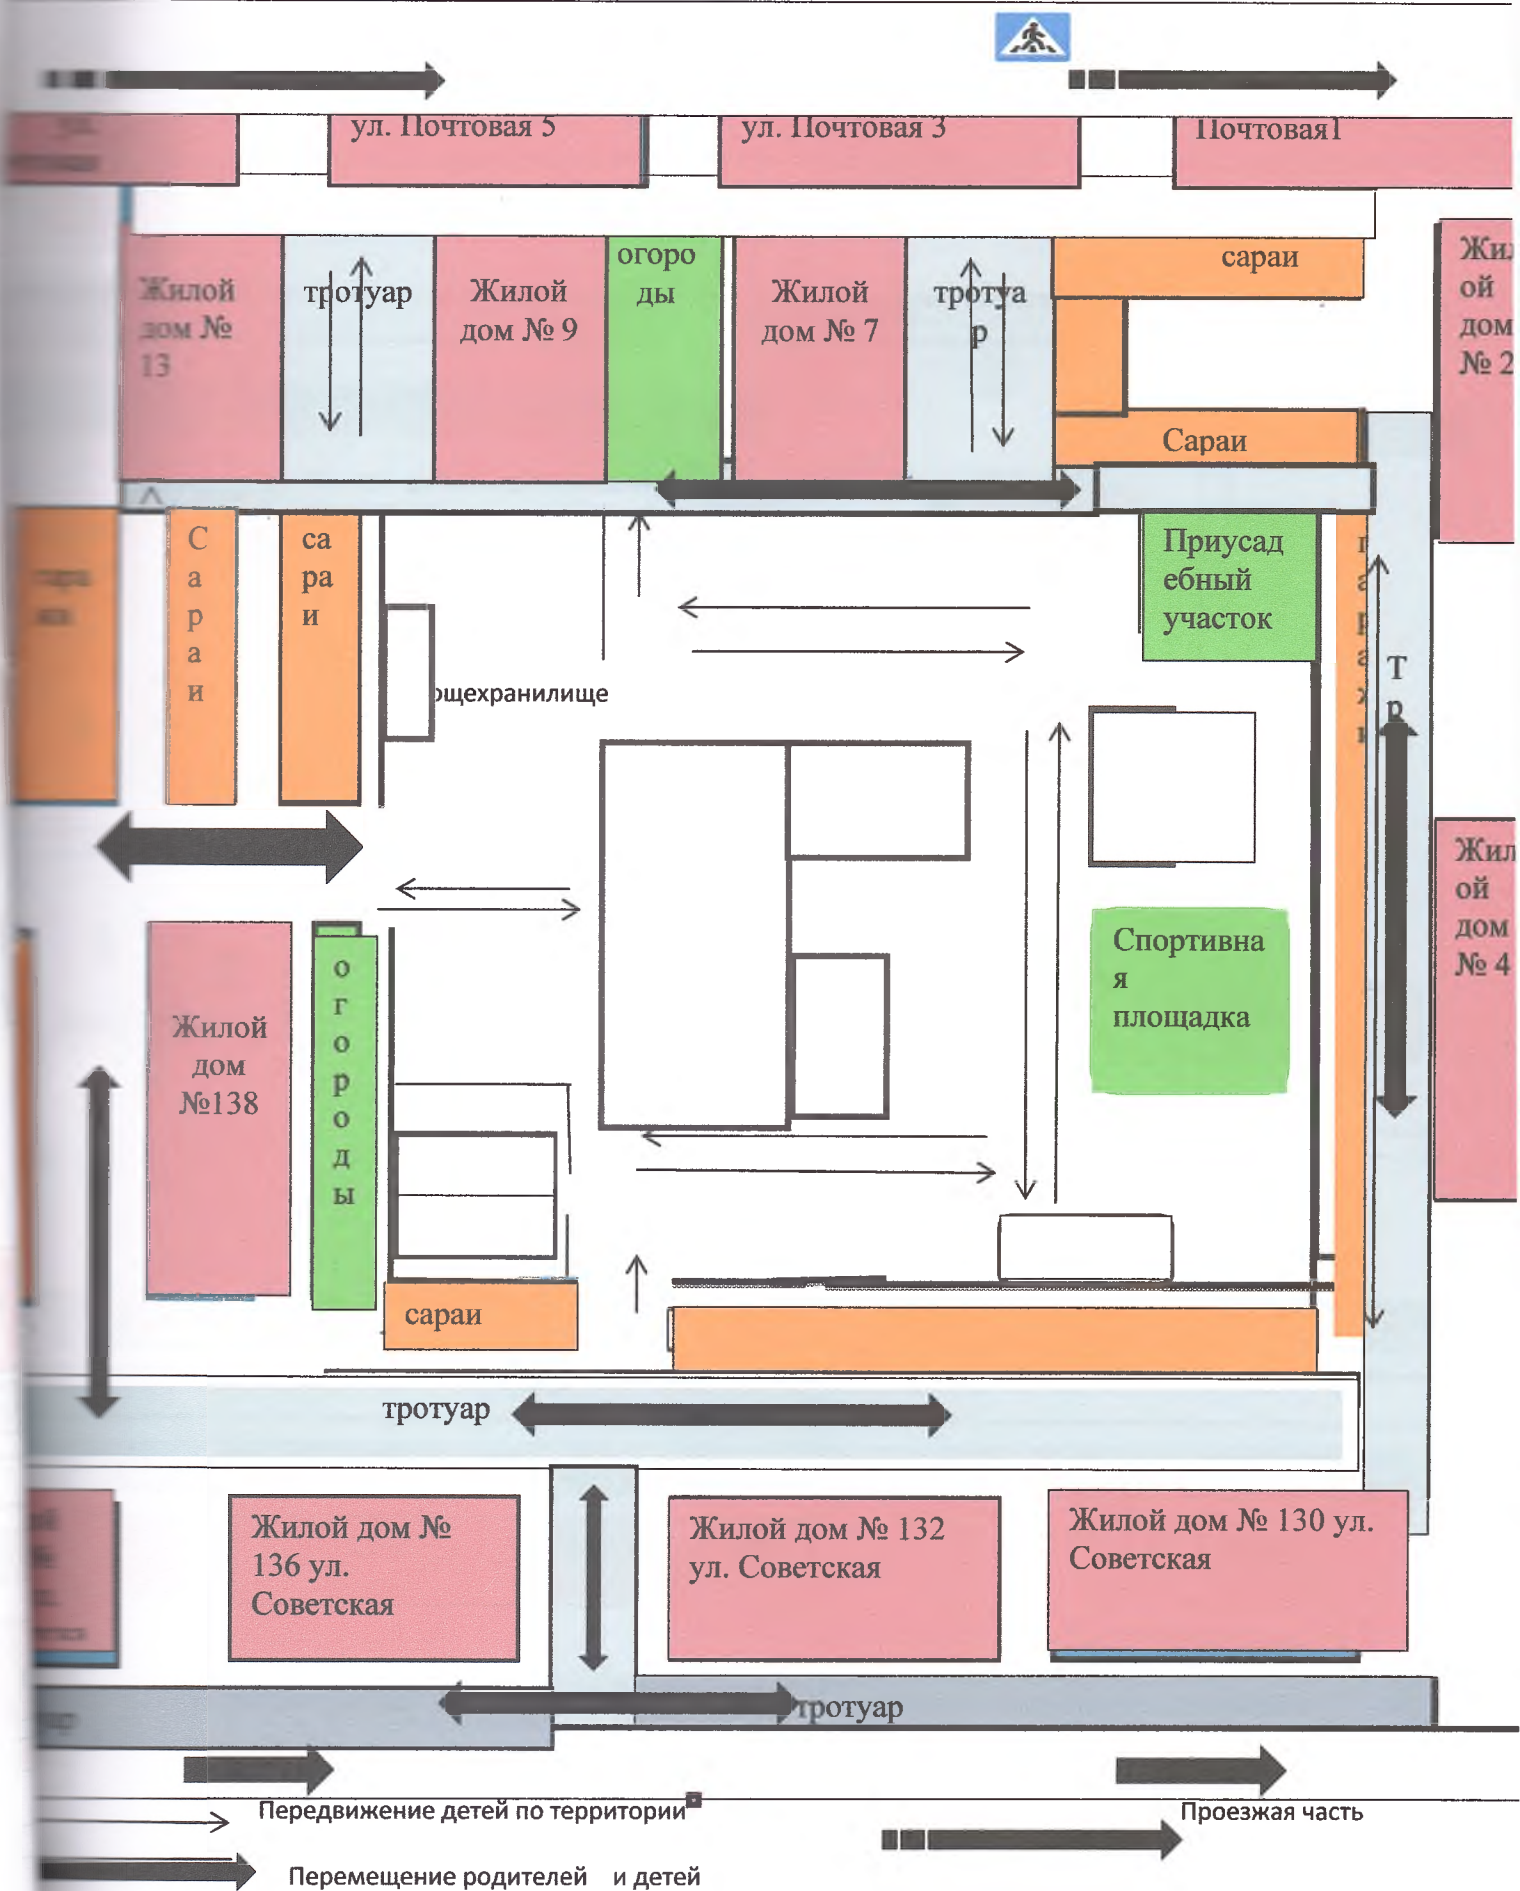 ул. Почтовая 5
ул. Почтовая 3
Почтовая1
Жилой
дом №
13
тротуар
Жилой
дом № 9
огоро
ды
Жилой
дом № 7
тротуа
р
сараи
Жил
ой
дом
№ 2
Сараи
С
а
р
а
и
са
ра
и
Приусад
ебный
участок
г
а
р
а
ж
и
Т
р
ощехранилище
Жил
ой
дом
№ 4
Спортивна
я
площадка
Жилой
дом
№138
о
г
о
р
о
д
ы
сараи
тротуар
Жилой дом №
136 ул.
Советская
Жилой дом № 132
ул. Советская
Жилой дом № 130 ул.
Советская
тротуар
Передвижение детей по территории
Проезжая часть
Перемещение родителей и детей